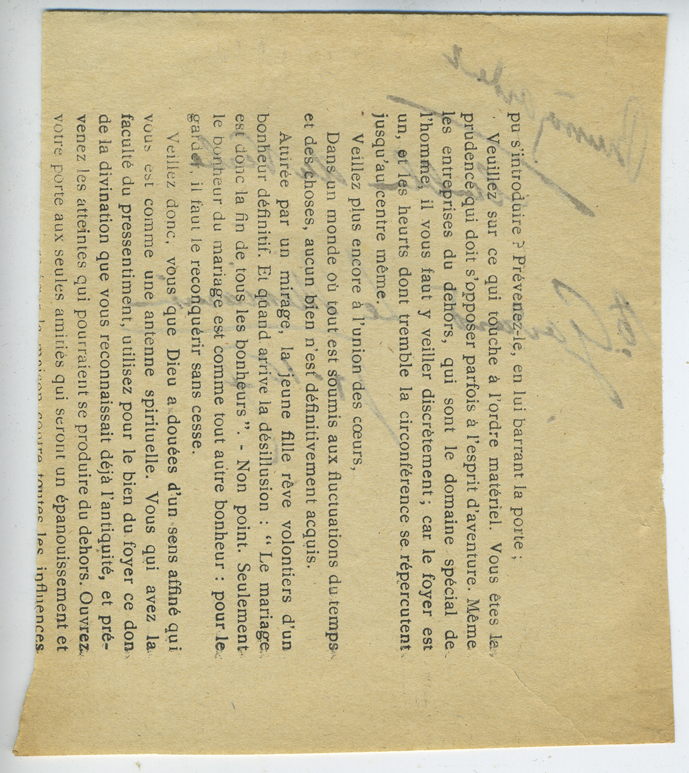 pu s'introduire ? Prévenez-le, en lui barrant la porte ;
Veuillez sur ce qui touche à l'ordre matériel. Vous êtes la
prudence qui doit s'opposer parfois à l'esprit d'aventure. Même
les entreprises du dehors, qui sont le domaine spécial de
l'homme, il vous faut y veiller discrètement ; car le foyer est
un, et les heurts dont tremble la circonférence se répercutent
jusqu'au centre même.
Veillez plus encore à l'union des cœurs,
Dans un monde où tout est soumis aux fluctuations du temps
et des choses, aucun bien n'est définitivement acquis.
Attirée par un mirage, la jeune fille rêve volontiers d'un
bonheur définitif. Et quand arrive la désillusion : “ Le mariage
est donc la fin de tous les bonheurs ”. - Non point. Seulement
le bonheur du mariage est comme tout autre bonheur : pour le
garder, il faut le reconquérir sans cesse.
Veillez donc, vous que Dieu a douées d'un sens affiné qui
vous est comme une antenne spirituelle. Vous qui avez la
faculté du pressentiment, utilisez pour le bien du foyer ce don
de la divination que vous reconnaissait déjà l'antiquité, et pré-
venez les atteintes qui pourraient se produire du dehors. Ouvrez
votre porte aux seules amitiés qui seront un épanouissement et
la maison contre toutes les influences